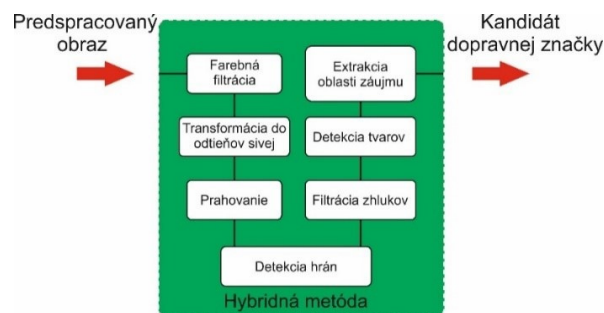 Predspracovaný
obraz
Kandidát
dopravnej značky
Farebná
filtrácia
Transformácia do
odtieňov sivej
Prahovanie
Detekcia hrán
Filtrácia zhlukov
Detekcia tvarov
Extrakcia
oblasti záujmu
Hybridná metóda